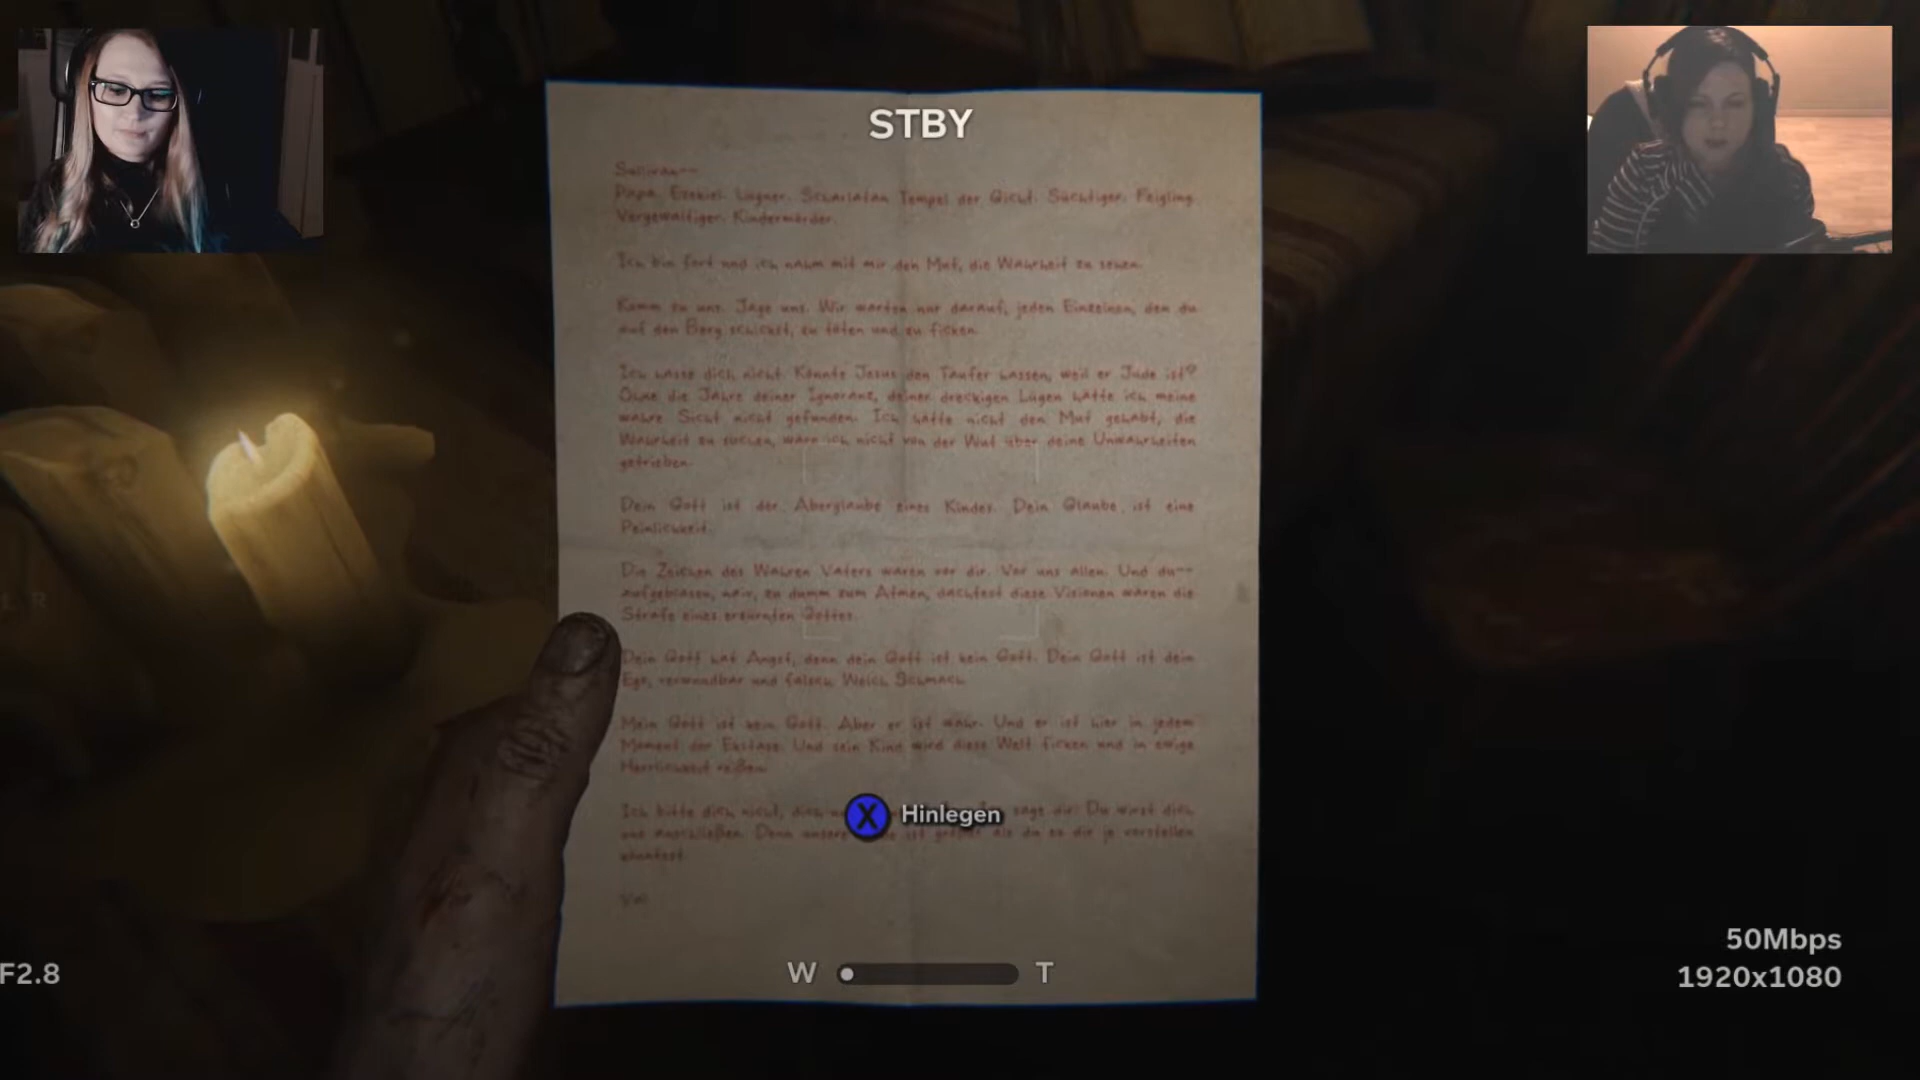 STBY
Sullivan--
Papa. Ezekiel. Lügner. Scharlatan. Tempel der Gicht. Süchtiger. Feigling.
Vergewaltiger. Kindermörder.
Ich bin fort und ich nahm mit mir den Mut, die Wahrheit zu sehen.
Komm zu uns. Jage uns. Wir warten nur darauf, jeden Einzelnen, den du
auf den Berg schickst, zu töten und zu ficken.
Ich hasse dich nicht. Könnte Jesus den Täufer hassen, weil er Jude ist?
Ohne die Jahre deiner Ignoranz, deiner dreckigen Lügen hätte ich meine
wahre Sicht nicht gefunden. Ich hätte nicht den Mut gehabt, die
Wahrheit zu suchen, wäre ich nicht von der Wut über deine Unwahrheiten
getrieben.
Dein Gott ist der Aberglaube eines Kindes. Dein Glaube ist eine
Peinlichkeit.
Die Zeichen des Wahren Vaters waren vor dir. Vor uns allen. Und du--
aufgeblasen, naiv, zu dumm zum Atmen, dachtest diese Visionen wären die
Strafe eines erzürnten Gottes.
Dein Gott hat Angst, denn dein Gott ist kein Gott. Dein Gott ist dein
Ego, verwundbar und falsch. Welch Schmach.
Mein Gott ist kein Gott. Aber er ist wahr. Und er ist hier in jedem
Moment der Ekstase. Und sein Kind wird diese Welt ficken und in ewige
Herrlichkeit reißen.
Ich bitte dich nicht, dich sage dir: Du wirst dich
uns anschließen. Denn unsere ist größer als du es dir je vorstellen
könntest.
Val
X Hinlegen
W T
F2.8
50Mbps
1920x1080